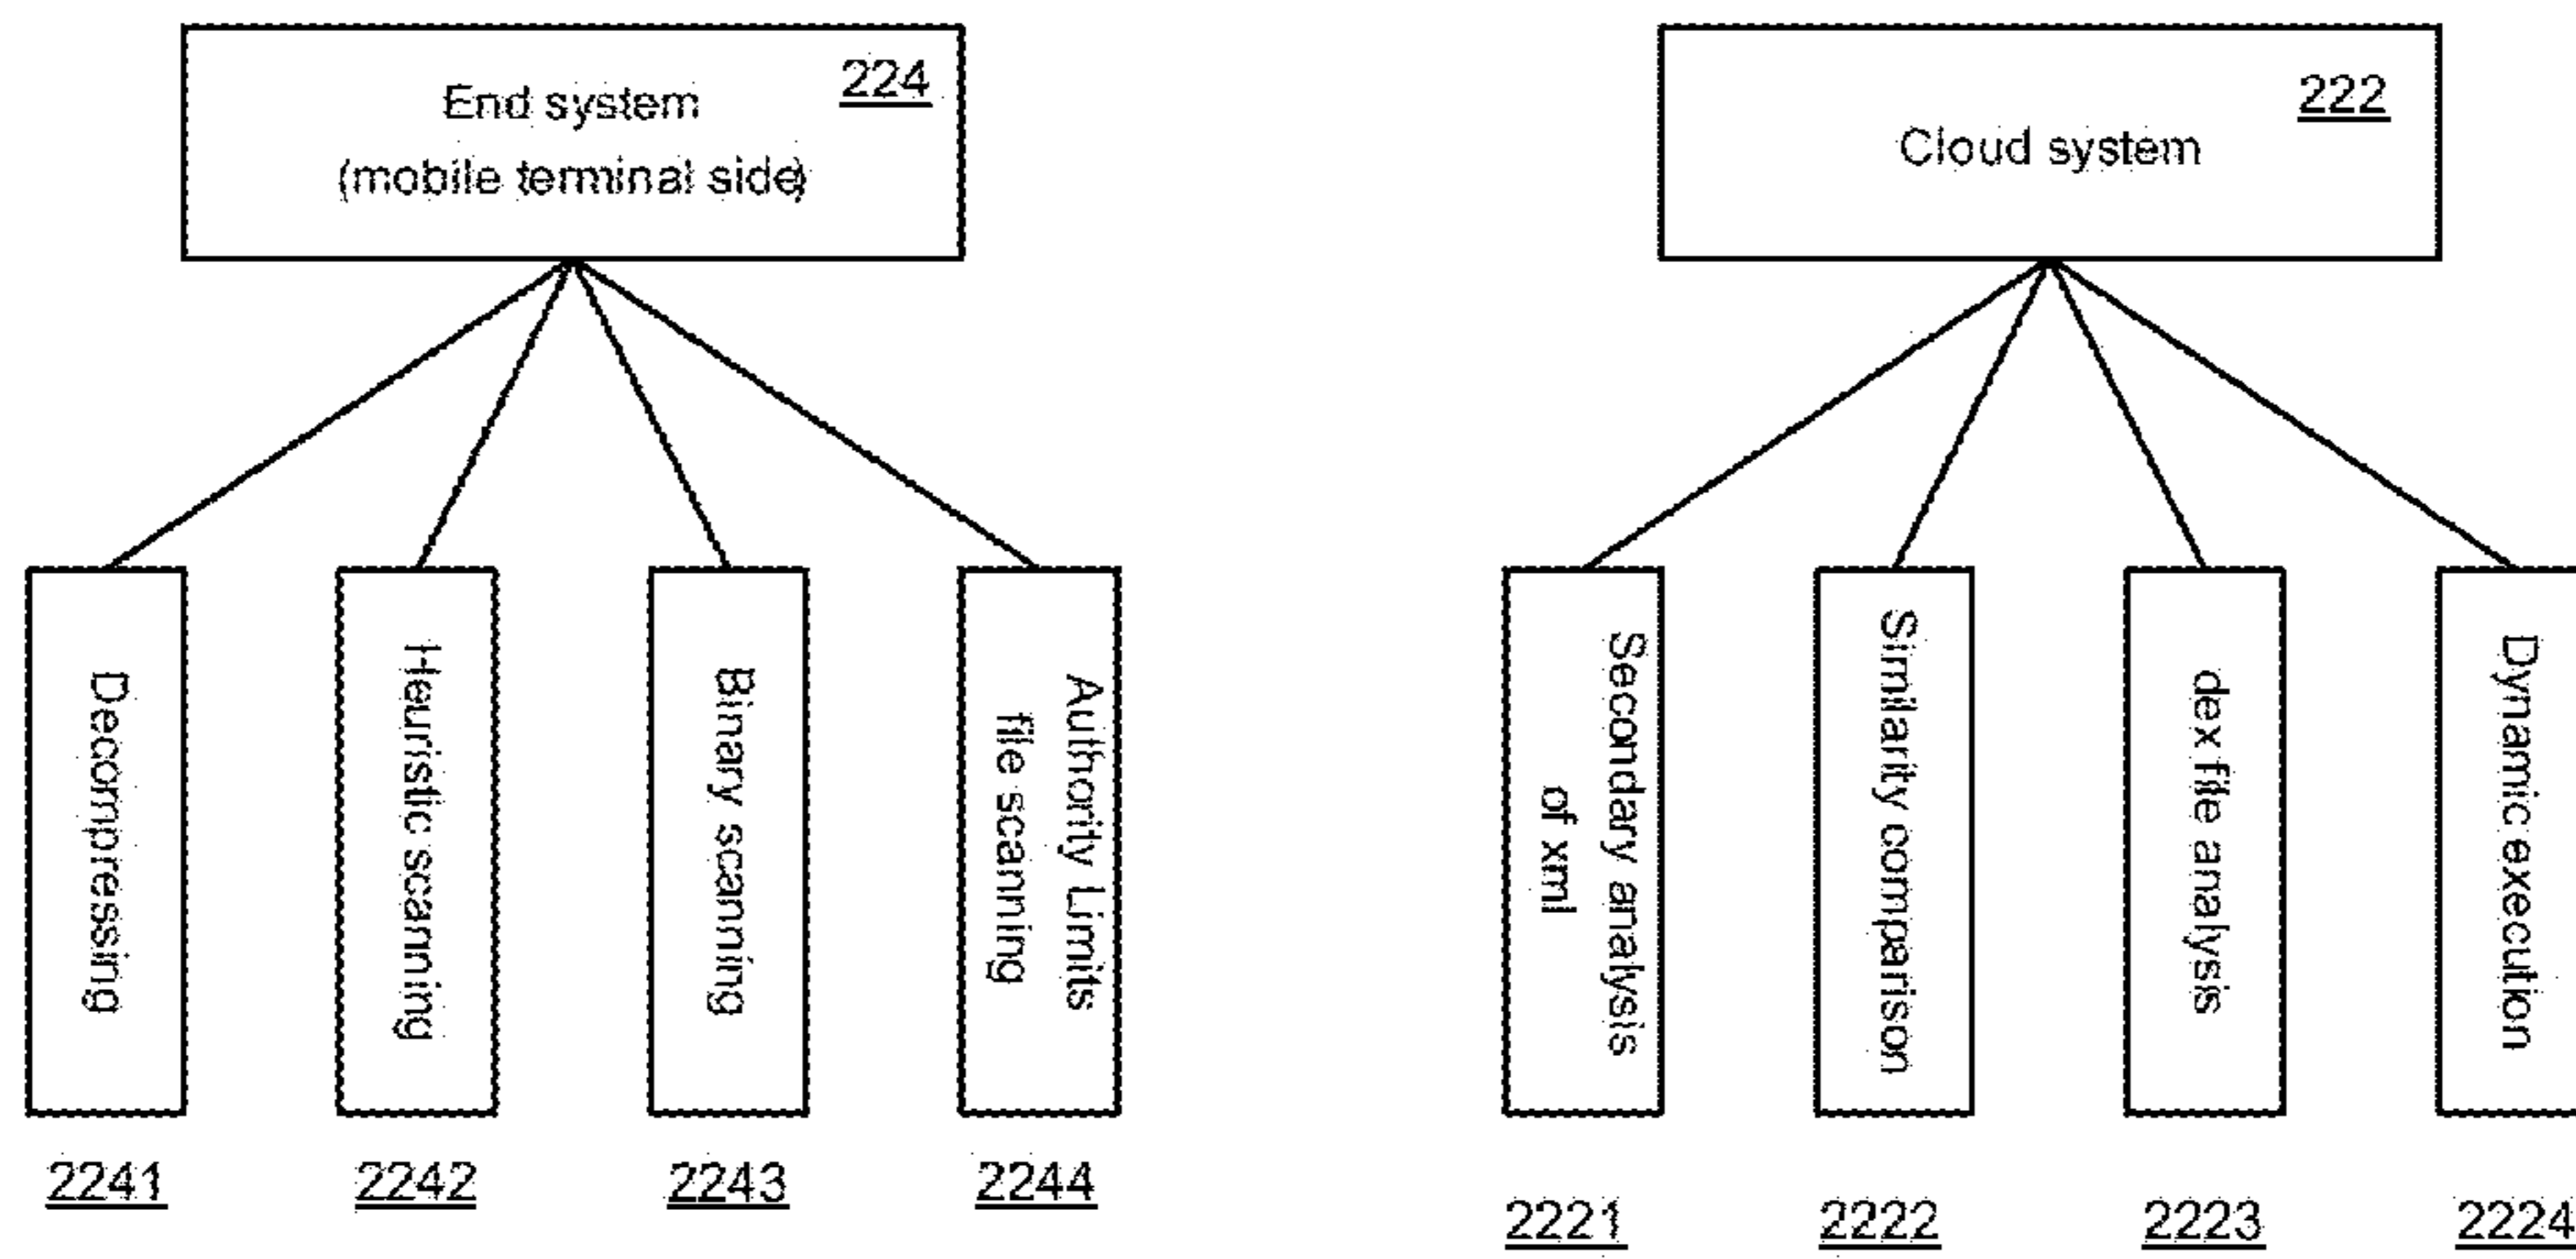 End system
(mobile terminal side)
224
Cloud system
222
Decompressing
Heuristic scanning
Binary scanning
Authority Limits
file scanning
Secondary analysis
of xml
Similarity comparison
dex file analysis
Dynamic execution
2241
2242
2243
2244
2221
2222
2223
2224